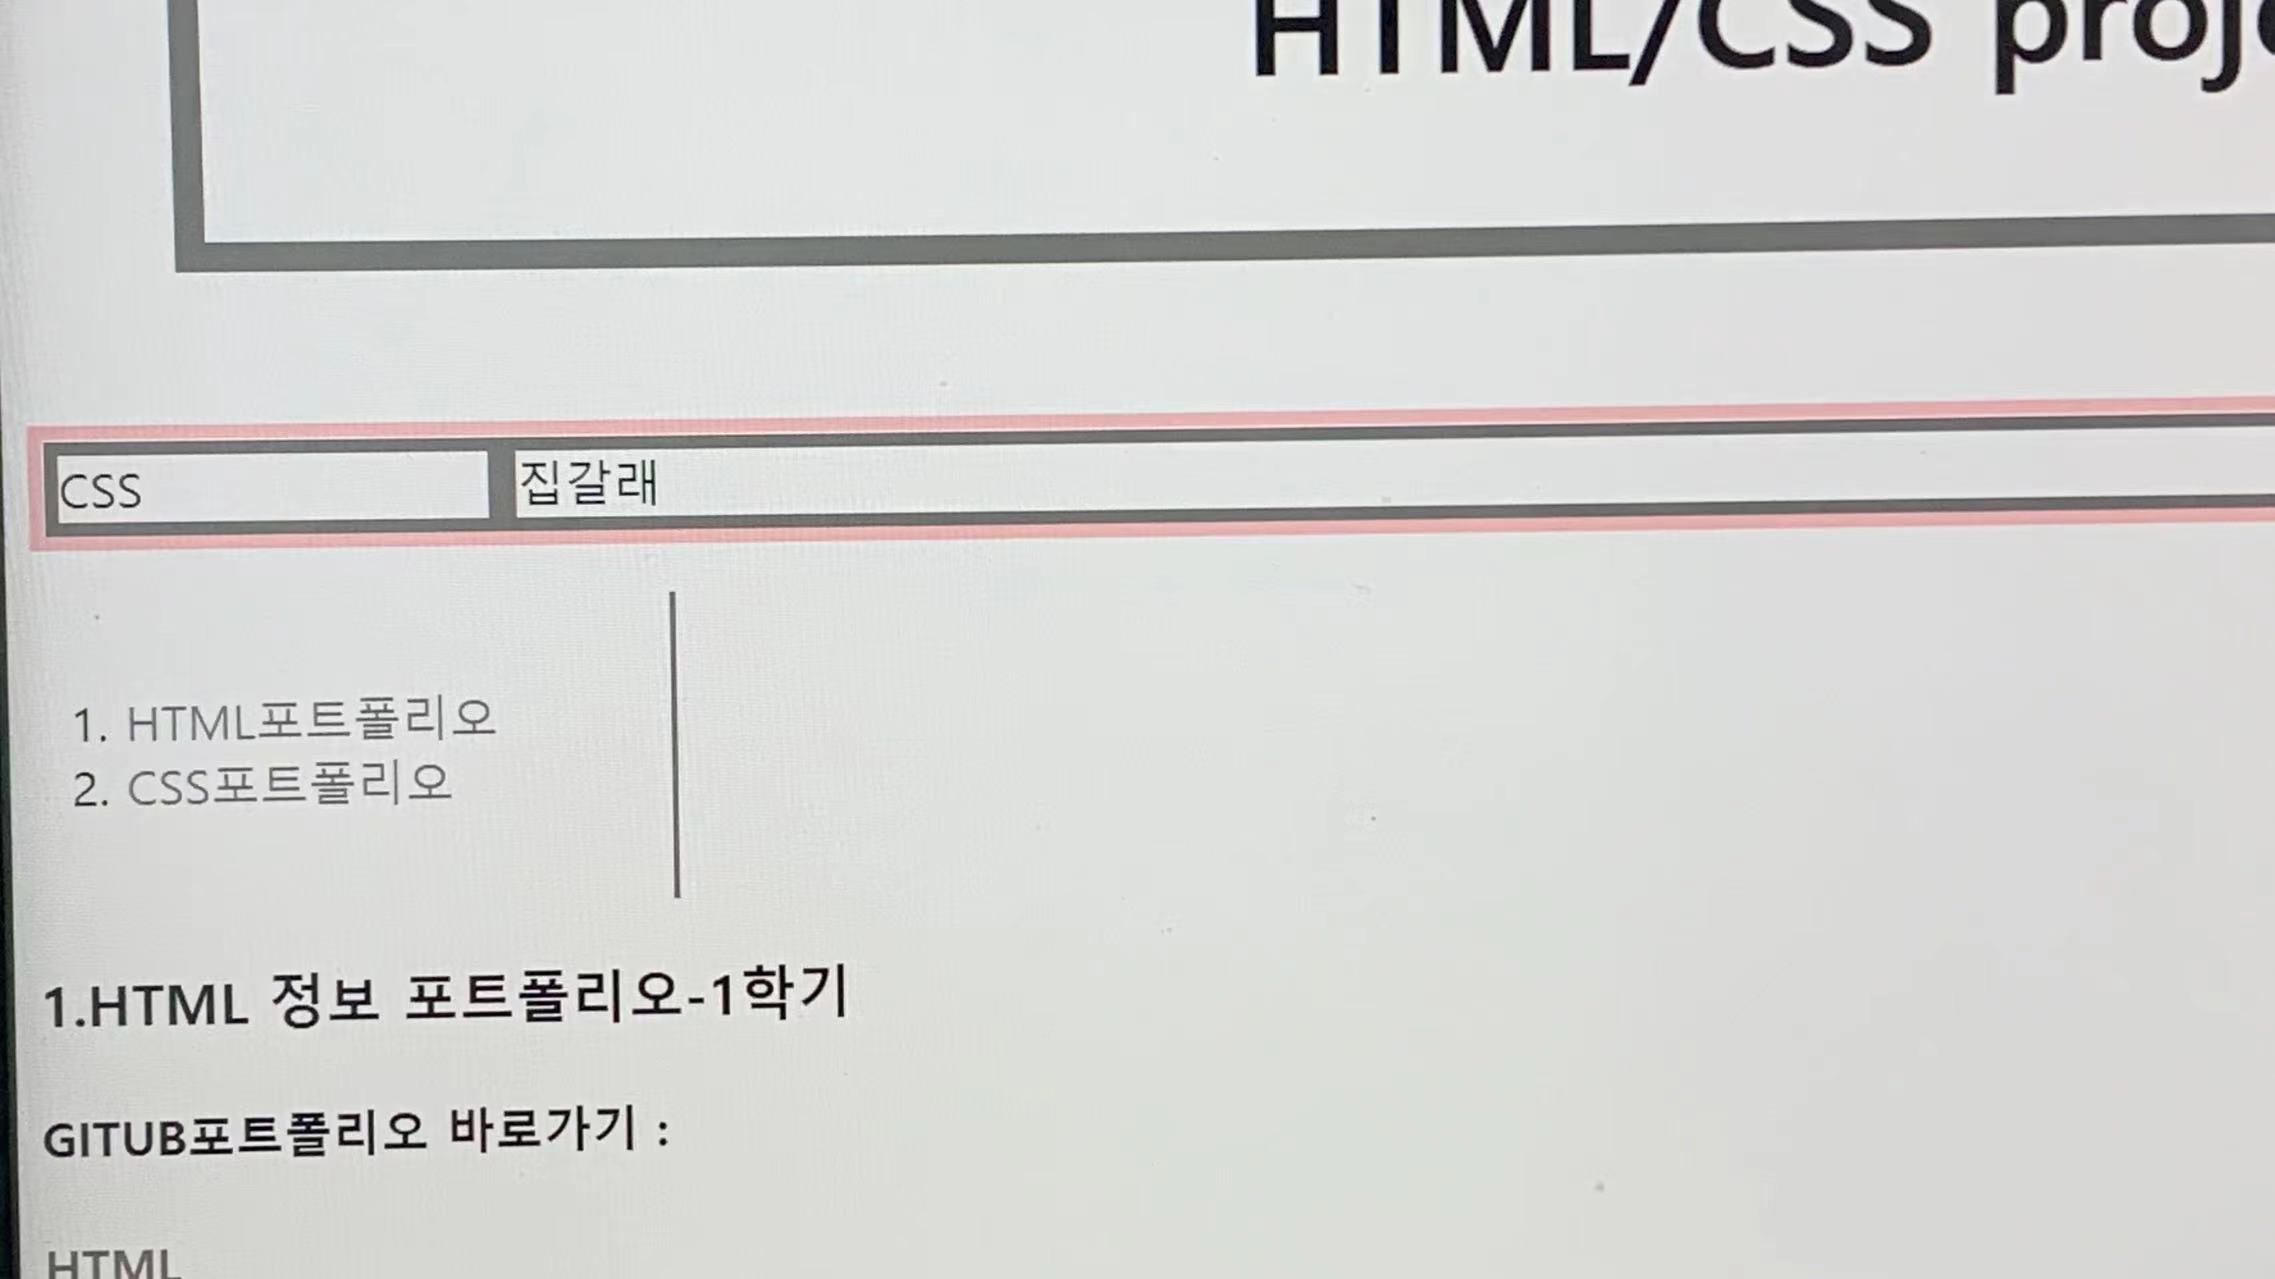 HTML/CSS proj
CSS
집갈래
1. HTML포트폴리오
2. CSS포트폴리오
1.HTML 정보 포트폴리오-1학기
GITUB포트폴리오 바로가기 :
HTML